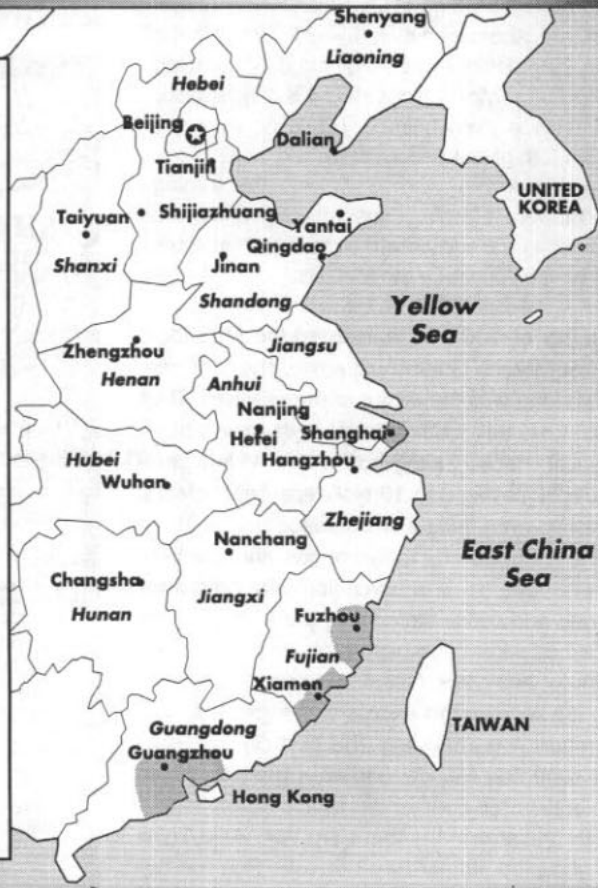 Shenyang
Liaoning
Hebei
Beijing
Dalian
Tianjin
UNITED
KOREA
Taiyuan
Shijiazhuang
Yantai
Qingdao
Shanxi
Jinan
Shandong
Yellow
Sea
Zhengzhou
Jiangsu
Henan
Anhui
Nanjing
Hefei
Shanghai
Hubei
Hangzhou
Wuhan
Zhejiang
Nanchang
East China
Sea
Changsha
Jiangxi
Hunan
Fuzhou
Fujian
Xiamen
Guangdong
TAIWAN
Guangzhou
Hong Kong